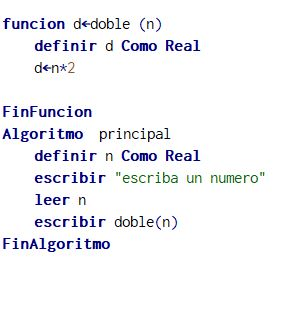 funcion d←doble (n)
definir d Como Real
d←n*2
FinFuncion
Algoritmo principal
definir n Como Real
escribir "escriba un numero"
leer n
escribir doble(n)
FinAlgoritmo